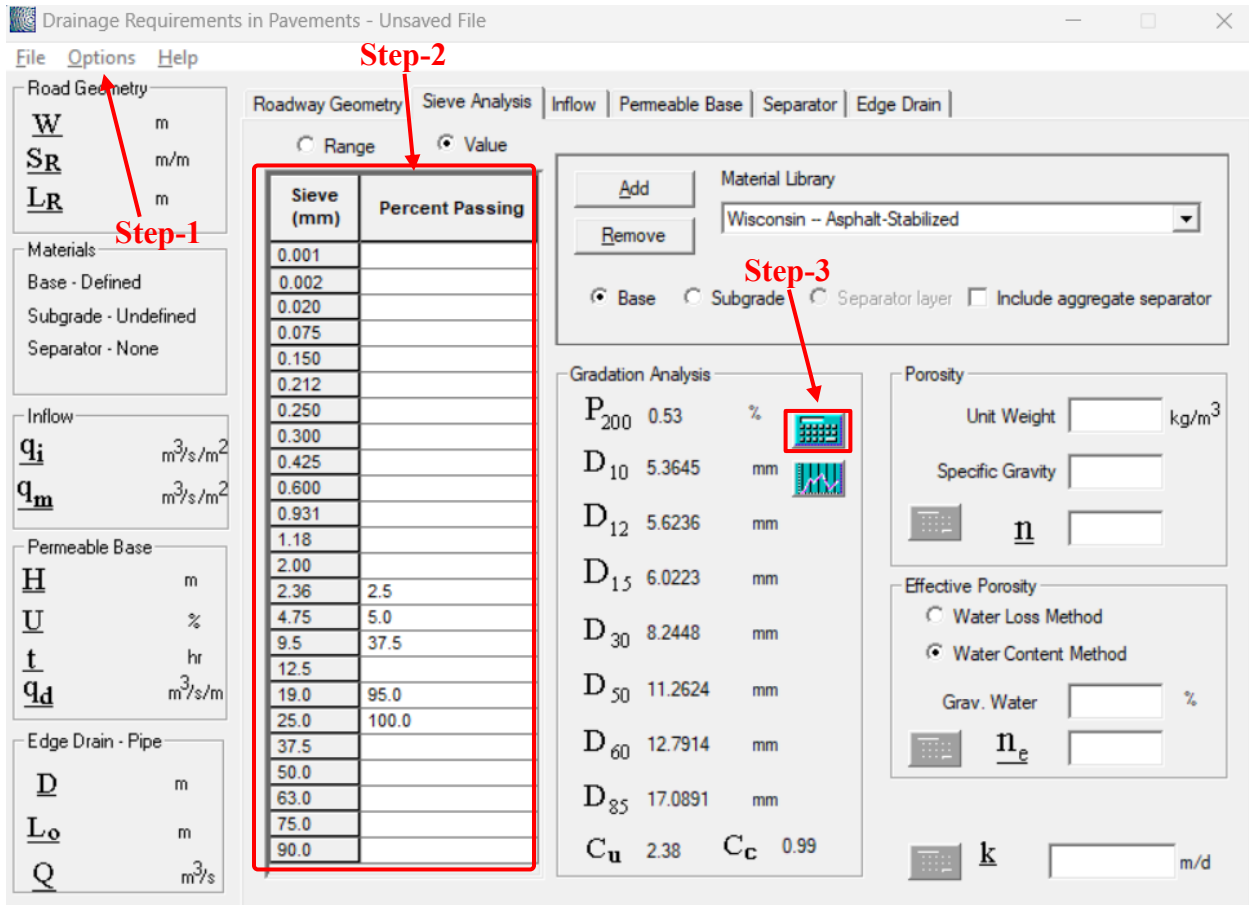 Drainage Requirements in Pavements - Unsaved File
File Options Help
Step-2
Road Geometry
W m
SR m/m
LR m
Step-1
Materials
Base - Defined
Subgrade - Undefined
Separator - None
Inflow
qi m3/s/m2
qm m3/s/m2
Permeable Base
H m
U %
t hr
qd m3/s/m
Edge Drain - Pipe
D m
Lo m
Q m3/s
Roadway Geometry Sieve Analysis Inflow Permeable Base Separator Edge Drain
Range Value
Sieve (mm) Percent Passing
0.001
0.002
0.020
0.075
0.150
0.212
0.250
0.300
0.425
0.600
0.931
1.18
2.00
2.36 2.5
4.75 5.0
9.5 37.5
12.5
19.0 95.0
25.0 100.0
37.5
50.0
63.0
75.0
90.0
Add Material Library
Wisconsin -- Asphalt-Stabilized
Remove
Step-3
Base Subgrade Separator layer Include aggregate separator
Gradation Analysis
P200 0.53 %
D10 5.3645 mm
D12 5.6236 mm
D15 6.0223 mm
D30 8.2448 mm
D50 11.2624 mm
D60 12.7914 mm
D85 17.0891 mm
Cu 2.38 Cc 0.99
Porosity
Unit Weight kg/m3
Specific Gravity
n
Effective Porosity
Water Loss Method
Water Content Method
Grav. Water %
ne
k m/d